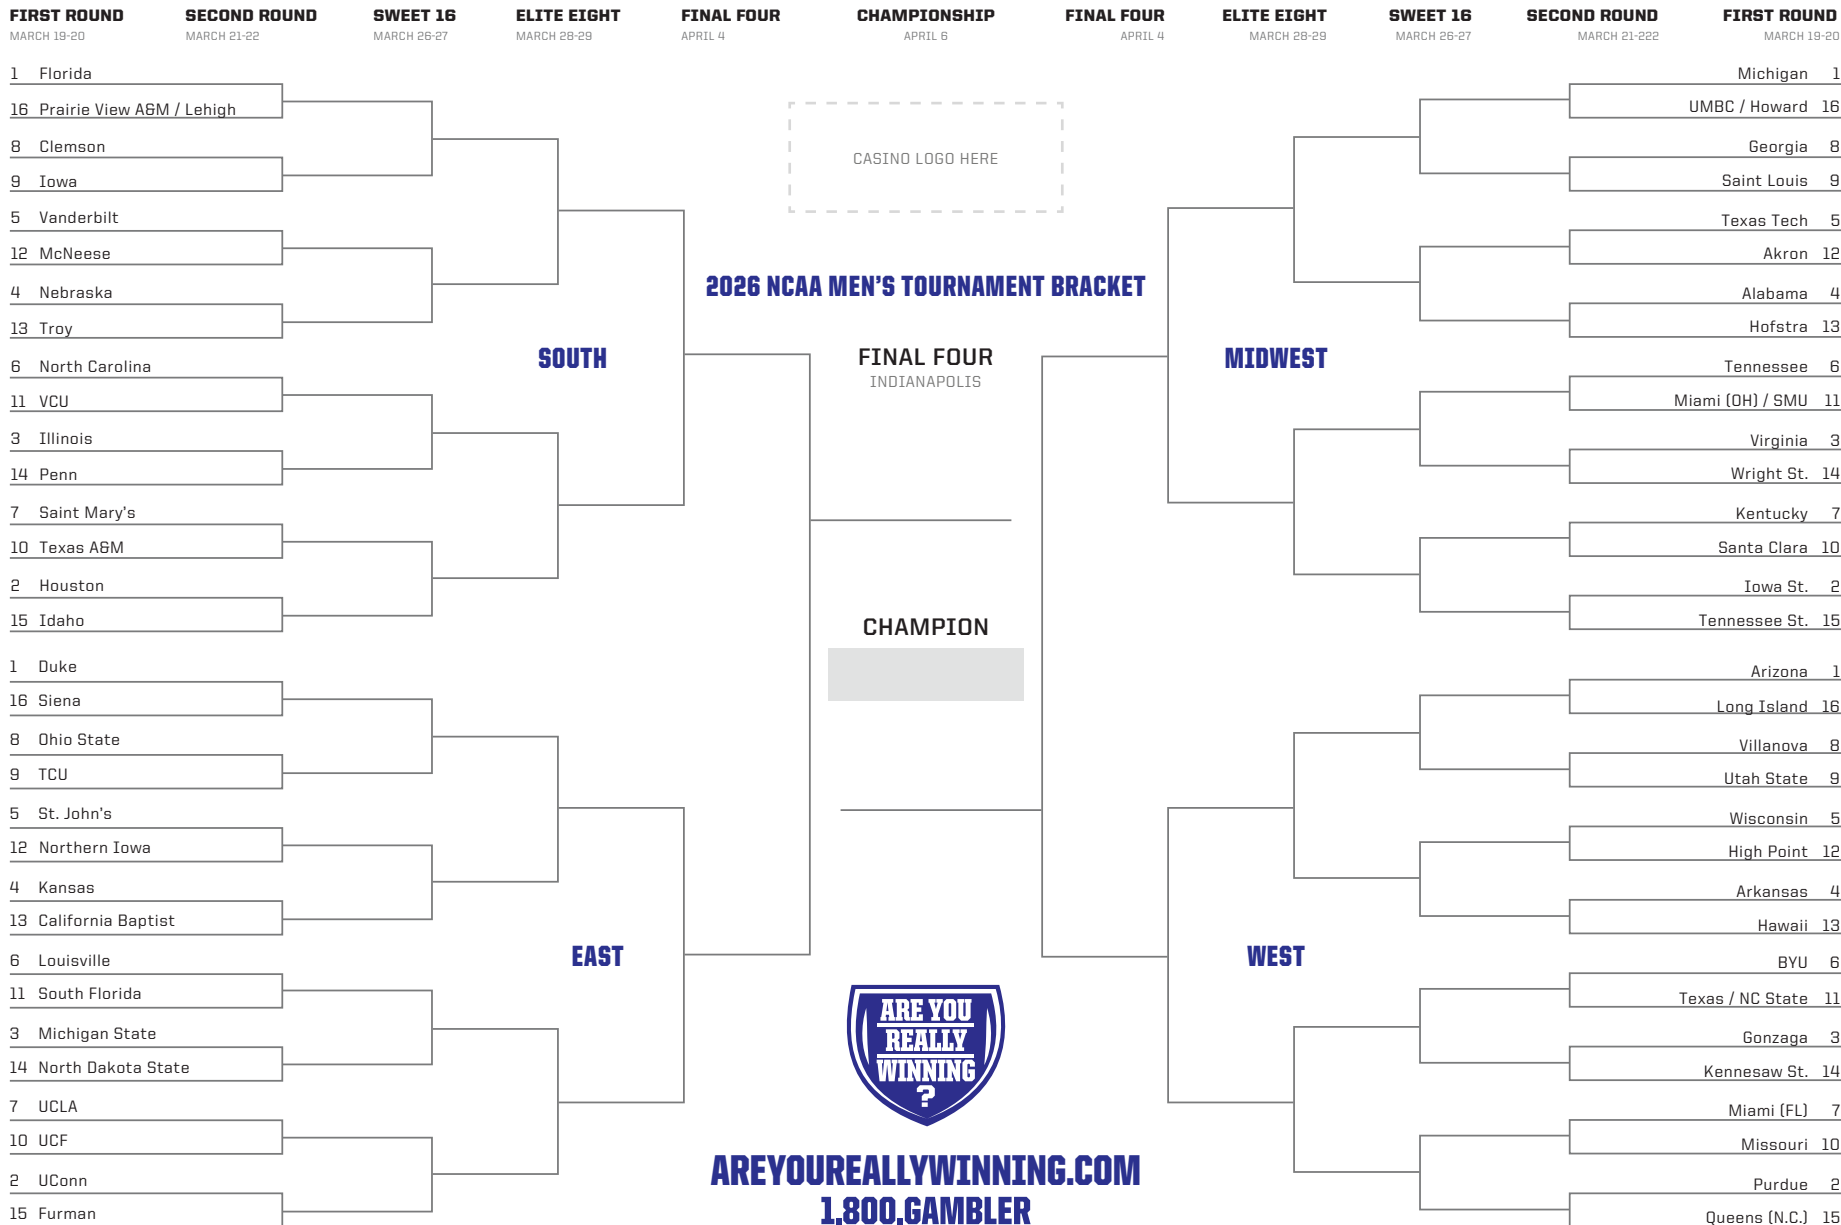 FIRST ROUND SECOND ROUND SWEET 16 ELITE EIGHT FINAL FOUR CHAMPIONSHIP FINAL FOUR ELITE EIGHT SWEET 16 SECOND ROUND FIRST ROUND
MARCH 19-20 MARCH 21-22 MARCH 26-27 MARCH 28-29 APRIL 4 APRIL 6 APRIL 4 MARCH 28-29 MARCH 26-27 MARCH 21-222 MARCH 19-20
1 Florida
16 Prairie View A&M / Lehigh
8 Clemson
9 Iowa
5 Vanderbilt
12 McNeese
4 Nebraska
13 Troy
6 North Carolina
11 VCU
3 Illinois
14 Penn
7 Saint Mary's
10 Texas A&M
2 Houston
15 Idaho
SOUTH
1 Duke
16 Siena
8 Ohio State
9 TCU
5 St. John's
12 Northern Iowa
4 Kansas
13 California Baptist
6 Louisville
11 South Florida
3 Michigan State
14 North Dakota State
7 UCLA
10 UCF
2 UConn
15 Furman
EAST
CASINO LOGO HERE
2026 NCAA MEN'S TOURNAMENT BRACKET
FINAL FOUR
INDIANAPOLIS
CHAMPION
ARE YOU
REALLY
WINNING
?
AREYOUREALLYWINNING.COM
1.800.GAMBLER
Michigan 1
UMBC / Howard 16
Georgia 8
Saint Louis 9
Texas Tech 5
Akron 12
Alabama 4
Hofstra 13
Tennessee 6
Miami (OH) / SMU 11
Virginia 3
Wright St. 14
Kentucky 7
Santa Clara 10
Iowa St. 2
Tennessee St. 15
MIDWEST
Arizona 1
Long Island 16
Villanova 8
Utah State 9
Wisconsin 5
High Point 12
Arkansas 4
Hawaii 13
BYU 6
Texas / NC State 11
Gonzaga 3
Kennesaw St. 14
Miami (FL) 7
Missouri 10
Purdue 2
Queens (N.C.) 15
WEST